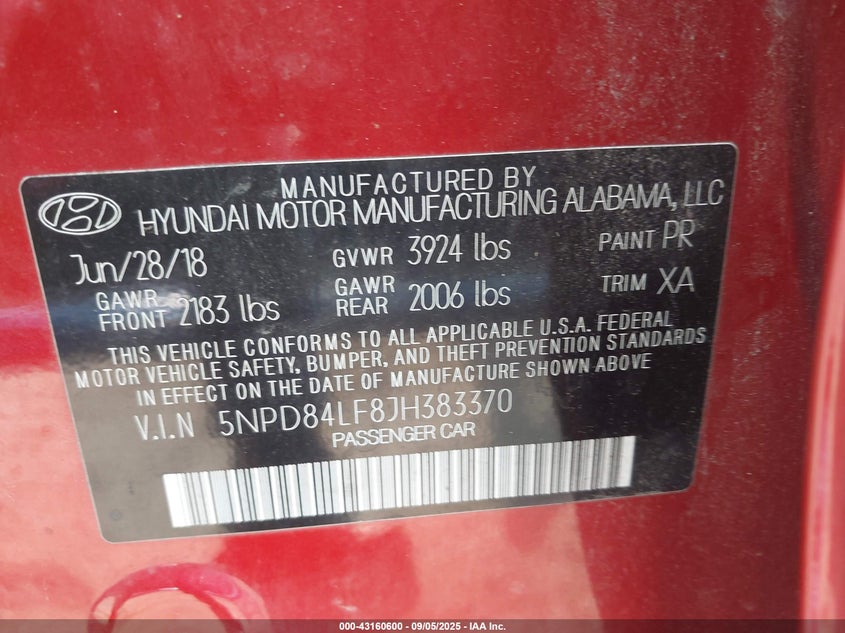 MANUFACTURED BY
HYUNDAI MOTOR MANUFACTURING ALABAMA, LLC
Jun/28/18 GVWR 3924 lbs PAINT PR
GAWR FRONT 2183 lbs GAWR REAR 2006 lbs TRIM XA
THIS VEHICLE CONFORMS TO ALL APPLICABLE U.S.A. FEDERAL
MOTOR VEHICLE SAFETY, BUMPER, AND THEFT PREVENTION STANDARDS
IN EFFECT ON THE DATE OF MANUFACTURE SHOWN ABOVE
V.I.N 5NPD84LF8JH383370
PASSENGER CAR
000-43160600 - 09/05/2025 - IAA Inc.